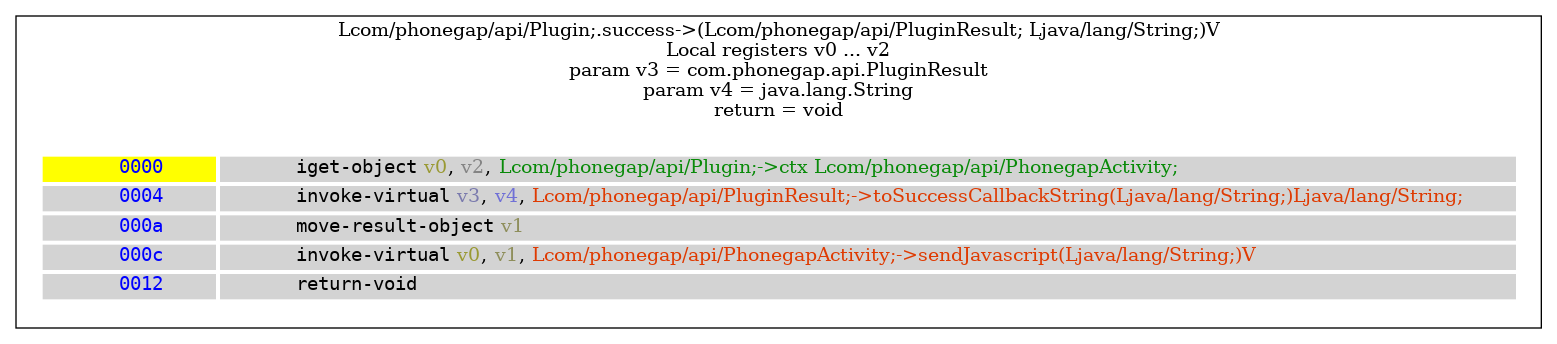 Lcom/phonegap/api/Plugin;.success->(Lcom/phonegap/api/PluginResult; Ljava/lang/String;)V
Local registers v0 ... v2
param v3 = com.phonegap.api.PluginResult
param v4 = java.lang.String
return = void
0000 iget-object v0, v2, Lcom/phonegap/api/Plugin;->ctx Lcom/phonegap/api/PhonegapActivity;
0004 invoke-virtual v3, v4, Lcom/phonegap/api/PluginResult;->toSuccessCallbackString(Ljava/lang/String;)Ljava/lang/String;
000a move-result-object v1
000c invoke-virtual v0, v1, Lcom/phonegap/api/PhonegapActivity;->sendJavascript(Ljava/lang/String;)V
0012 return-void